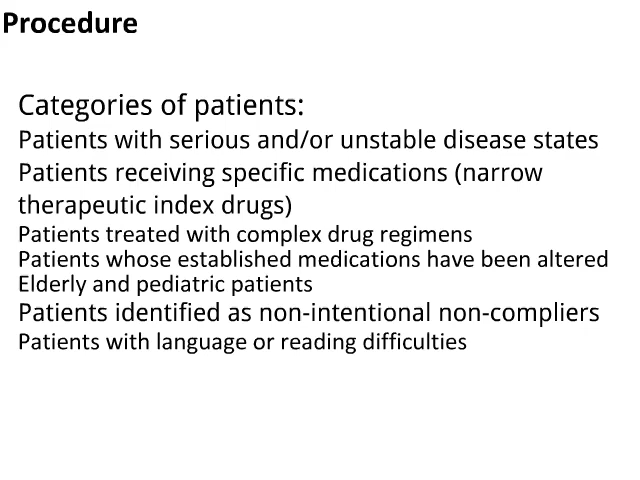 Procedure
Categories of patients:
Patients with serious and/or unstable disease states
Patients receiving specific medications (narrow
therapeutic index drugs)
Patients treated with complex drug regimens
Patients whose established medications have been altered
Elderly and pediatric patients
Patients identified as non-intentional non-compliers
Patients with language or reading difficulties